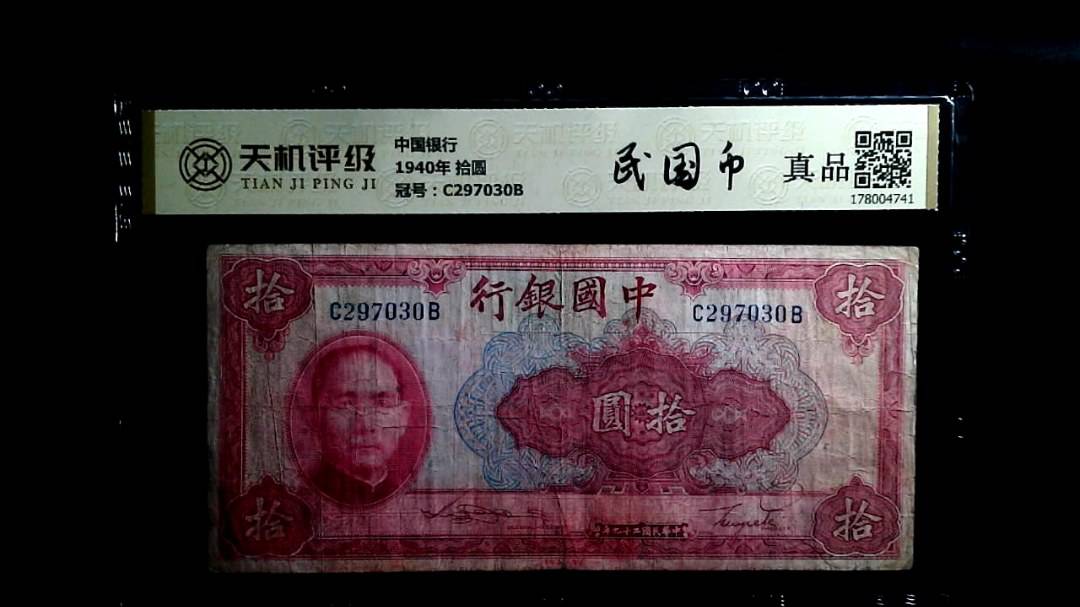 天机评级
TIAN JI PING JI
中国银行
1940年 拾圆
冠号：C297030B
民国币
真品
178004741
拾
行銀國中
拾
C297030B
C297030B
圓拾
拾
拾